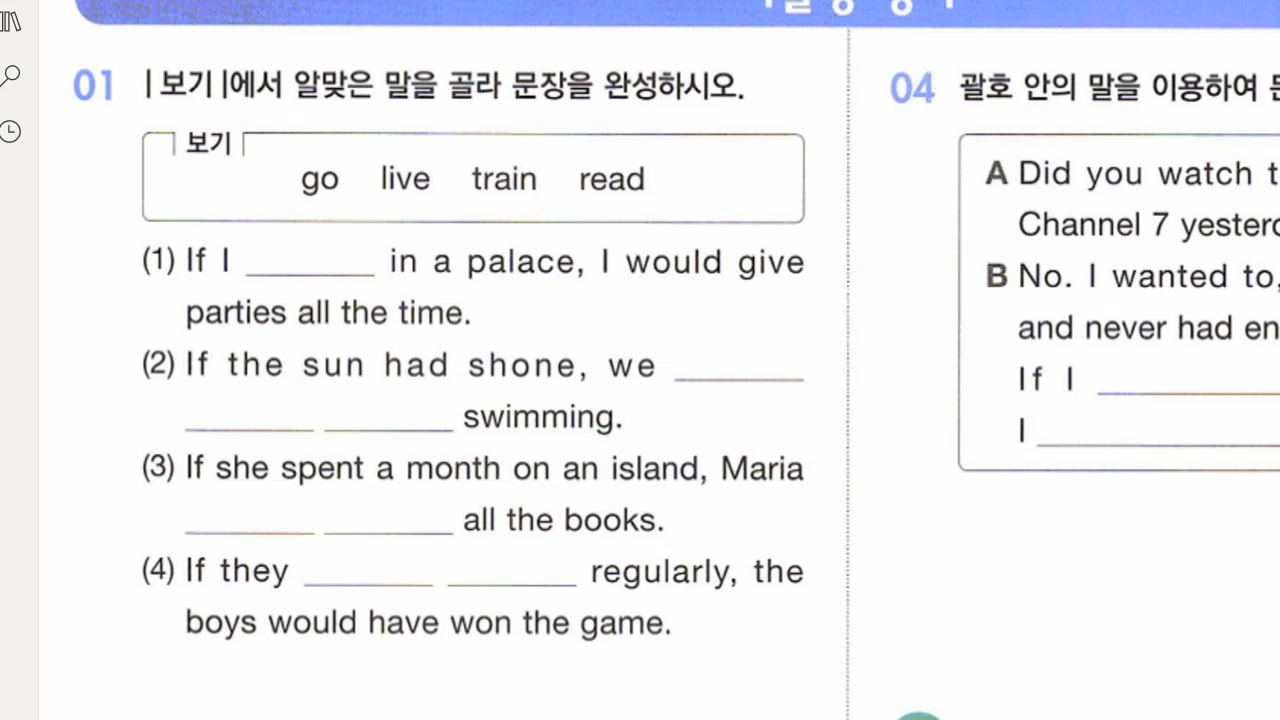 01 | 보기 |에서 알맞은 말을 골라 문장을 완성하시오.
보기
go live train read
(1) If I ________ in a palace, I would give
parties all the time.
(2) If the sun had shone, we ________
________ ________ swimming.
(3) If she spent a month on an island, Maria
________ ________ all the books.
(4) If they ________ ________ regularly, the
boys would have won the game.
04 괄호 안의 말을 이용하여
A Did you watch
Channel 7
B No. I wanted to,
and never had
If I ________
I ________